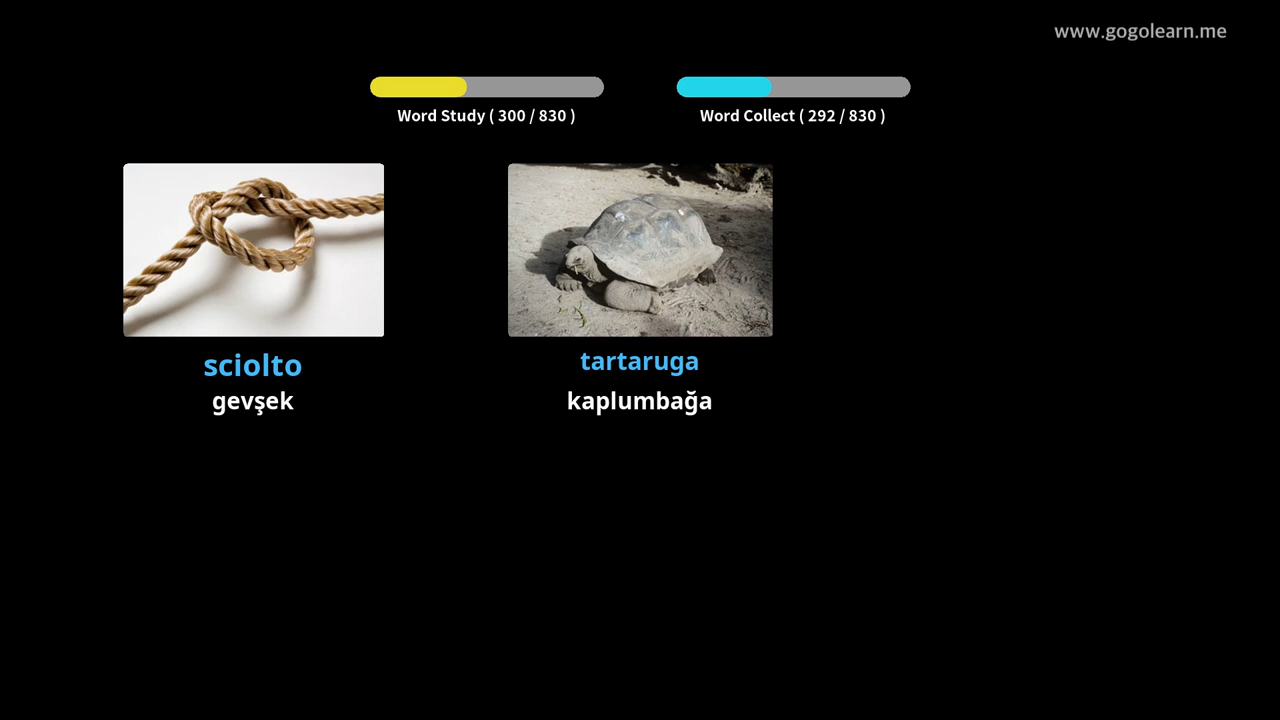 www.gogolearn.me
Word Study ( 300 / 830 )
Word Collect ( 292 / 830 )
sciolto
gevşek
tartaruga
kaplumbağa